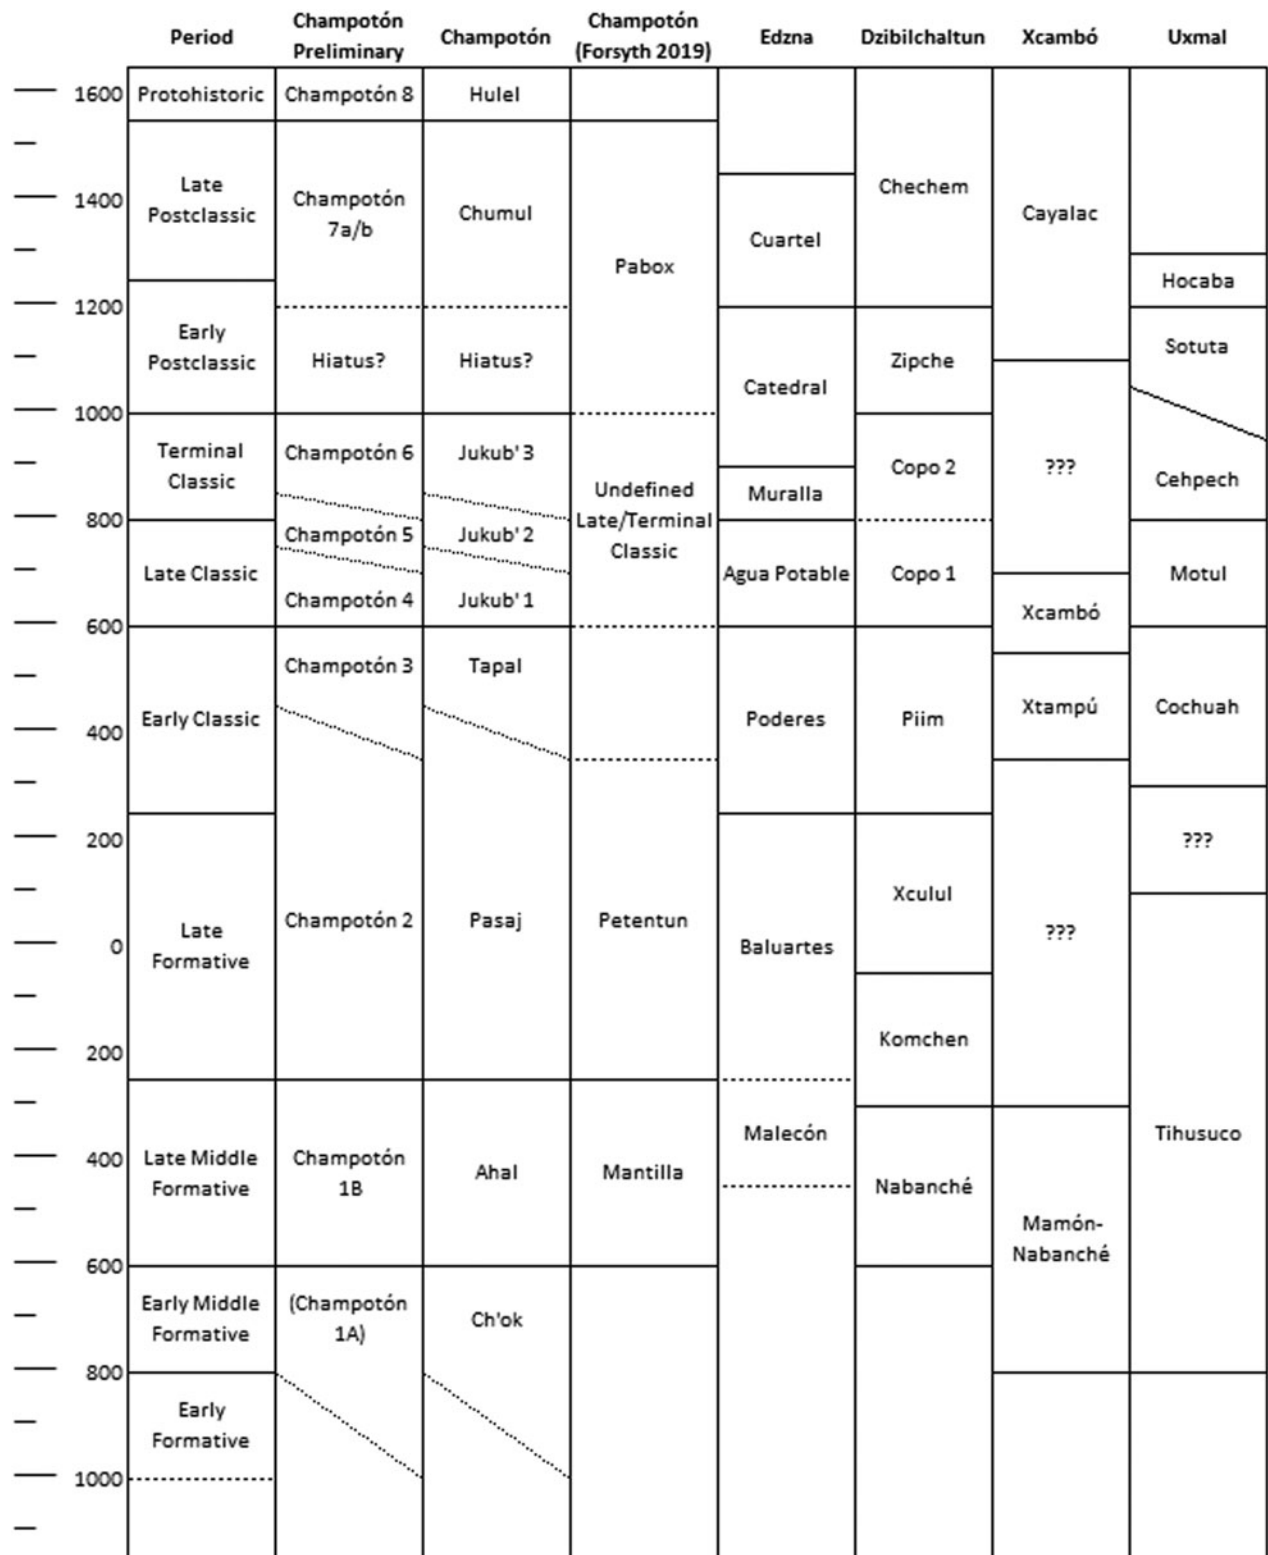 Period
Champotón
Preliminary
Champotón
Champotón
(Forsyth 2019)
Edzna
Dzibilchaltun
Xcambó
Uxmal
1600
Protohistoric
Champotón 8
Hulel
Late
Postclassic
1400
Champotón
7a/b
Chumul
Pabox
Cuartel
Chechem
Cayalac
Hocaba
1200
Early
Postclassic
Hiatus?
Hiatus?
Catedral
Zipche
Sotuta
1000
Terminal
Classic
Champotón 6
Jukub' 3
Undefined
Late/Terminal
Classic
Muralla
Copo 2
???
Cehpech
800
Champotón 5
Jukub' 2
Late Classic
Agua Potable
Copo 1
Motul
Champotón 4
Jukub' 1
Xcambó
600
Champotón 3
Tapal
Early Classic
Poderes
Piim
Xtampú
Cochuah
400
200
???
Late
Formative
Champotón 2
Pasaj
Petentun
Baluartes
Xculul
???
0
Komchen
200
Malecón
Tihusuco
400
Late Middle
Formative
Champotón
1B
Ahal
Mantilla
Nabanché
Mamón-
Nabanché
600
Early Middle
Formative
(Champotón
1A)
Ch'ok
800
Early
Formative
1000